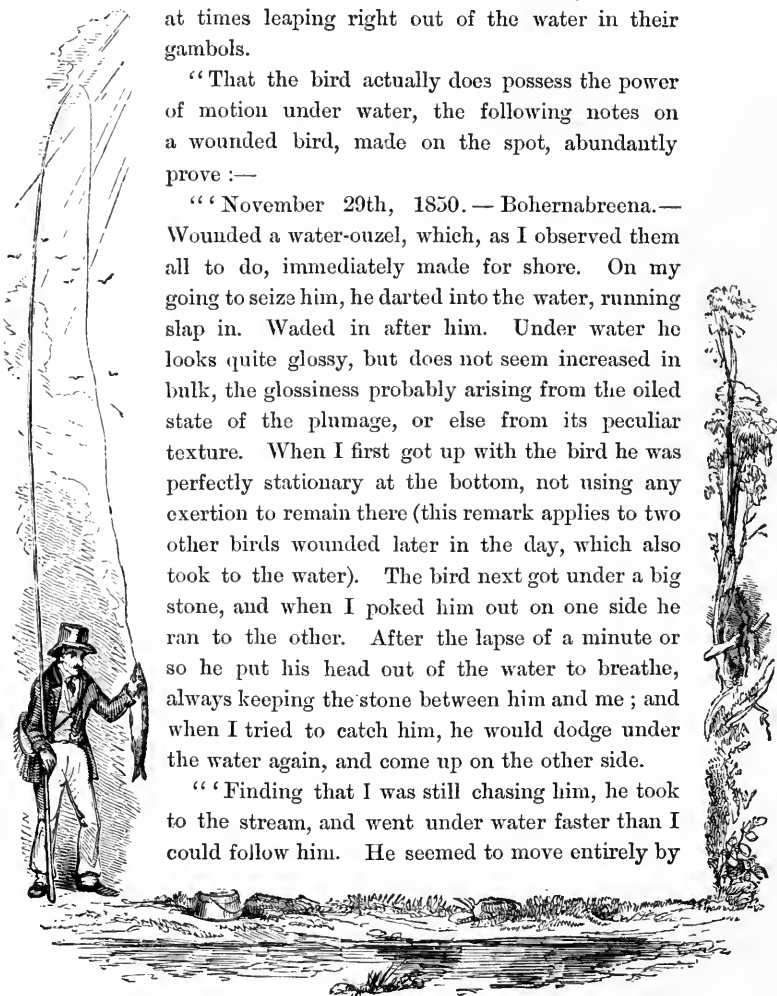 at times leaping right out of the water in their
gambols.
“That the bird actually does possess the power
of motion under water, the following notes on
a wounded bird, made on the spot, abundantly
prove :—
“‘ November 29th, 1850. — Bohernabreena.—
Wounded a water-ouzel, which, as I observed them
all to do, immediately made for shore. On my
going to seize him, he darted into the water, running
slap in. Waded in after him. Under water he
looks quite glossy, but does not seem increased in
bulk, the glossiness probably arising from the oiled
state of the plumage, or else from its peculiar
texture. When I first got up with the bird he was
perfectly stationary at the bottom, not using any
exertion to remain there (this remark applies to two
other birds wounded later in the day, which also
took to the water). The bird next got under a big
stone, and when I poked him out on one side he
ran to the other. After the lapse of a minute or
so he put his head out of the water to breathe,
always keeping the stone between him and me ; and
when I tried to catch him, he would dodge under
the water again, and come up on the other side.
“‘ Finding that I was still chasing him, he took
to the stream, and went under water faster than I
could follow him. He seemed to move entirely by